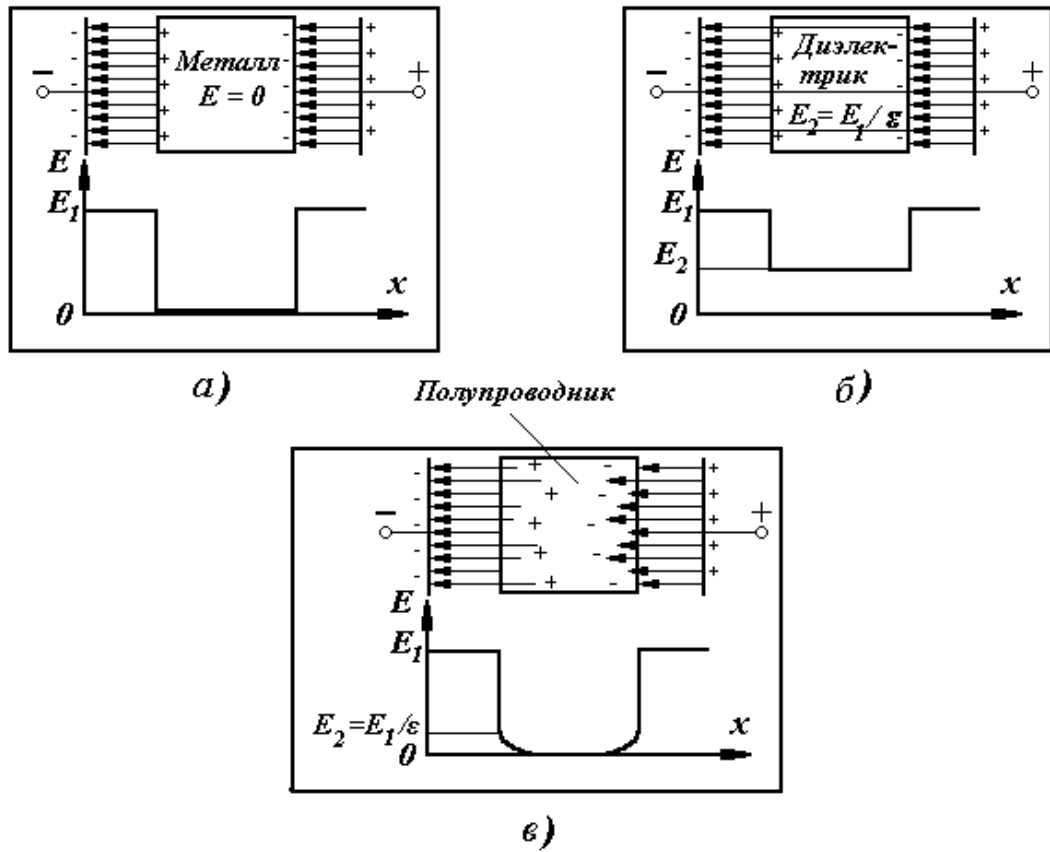 Металл
E = 0
− +
E
E₁
0
x
а)
Диэлек-
трик
E₂= E₁/ ε
− +
E
E₁
E₂
0
x
б)
Полупроводник
− +
E
E₁
E₂=E₁/ε
0
x
в)